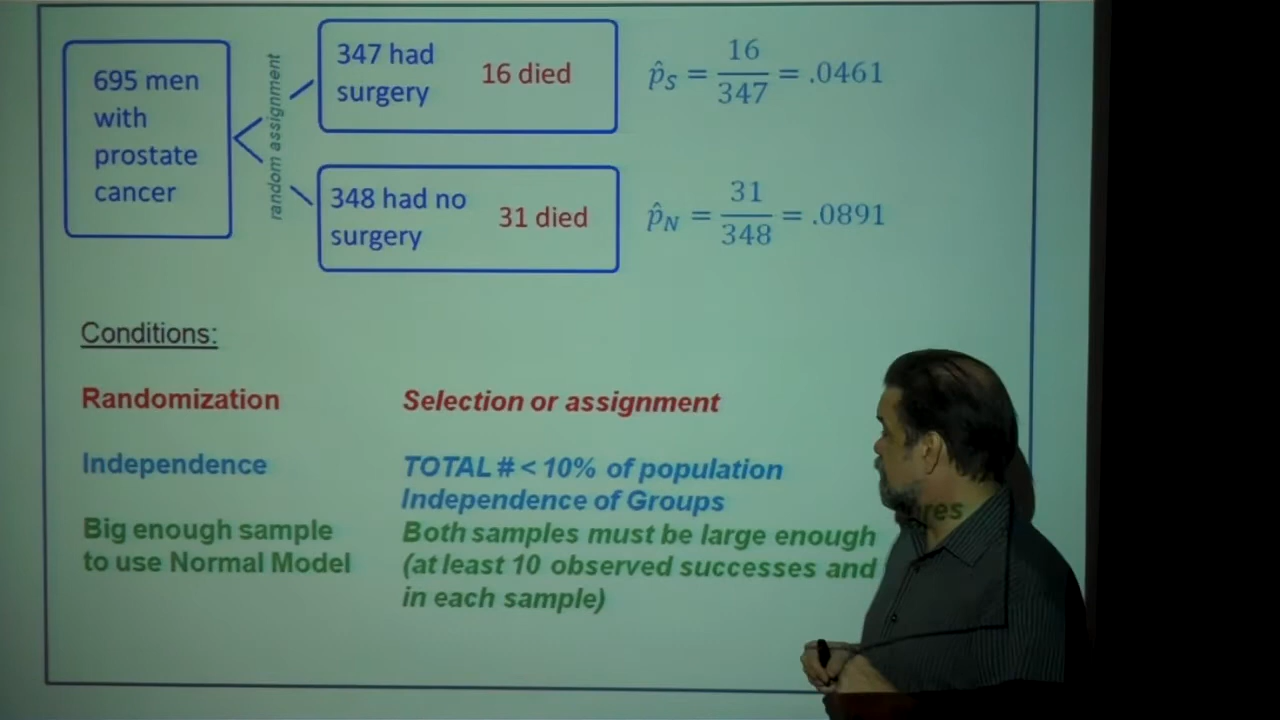 695 men
with
prostate
cancer
random assignment
347 had
surgery
16 died
p̂S = 16/347 = .0461
348 had no
surgery
31 died
p̂N = 31/348 = .0891
Conditions:
Randomization
Selection or assignment
Independence
TOTAL # < 10% of population
Independence of Groups
Big enough sample
to use Normal Model
Both samples must be large enough
(at least 10 observed successes and
in each sample)